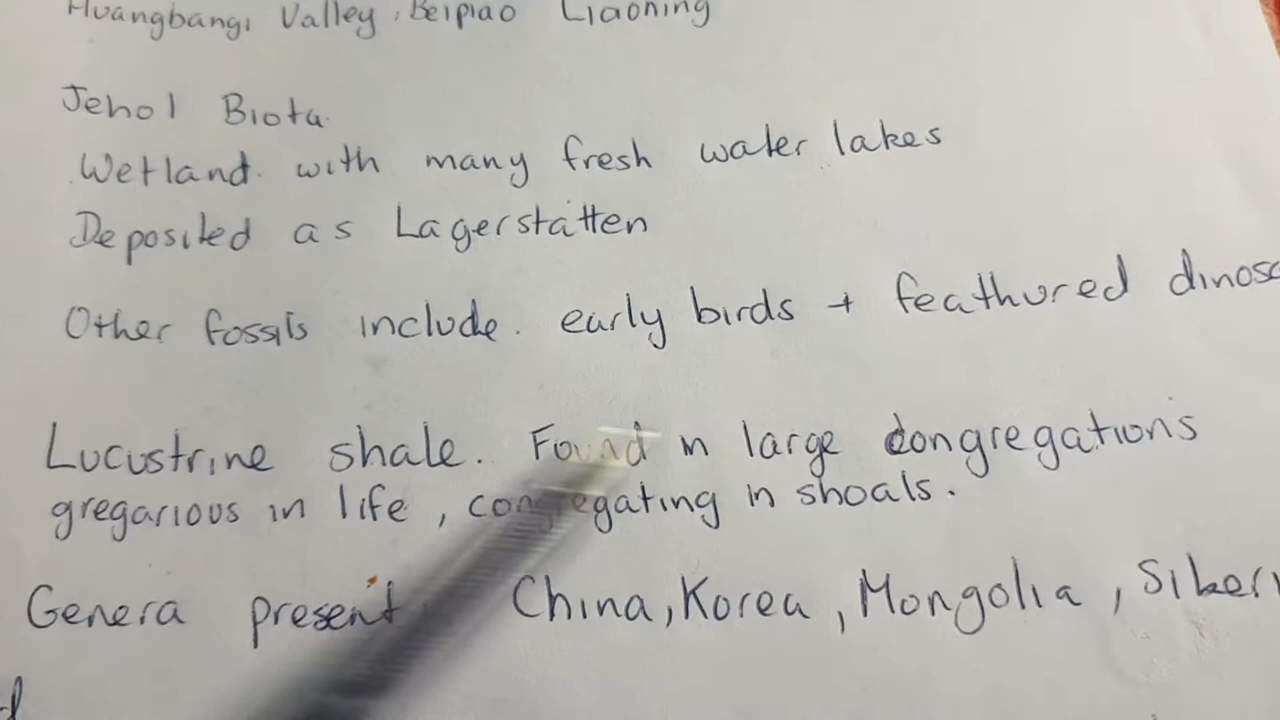 Huangbangi Valley, Beipiao Liaoning
Jehol Biota
Wetland with many fresh water lakes
Deposited as Lagerstätten
Other fossils include. early birds + feathured
Lucustrine shale. Found in large congregations
gregarious in life, congregating in shoals.
Genera present China, Korea, Mongolia,